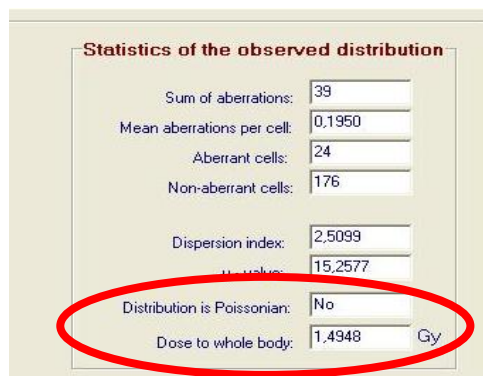 Statistics of the observed distribution
Sum of aberrations: 39
Mean aberrations per cell: 0,1950
Aberrant cells: 24
Non-aberrant cells: 176
Dispersion index: 2,5099
value: 15,2577
Distribution is Poissonian: No
Dose to whole body: 1,4948 Gy